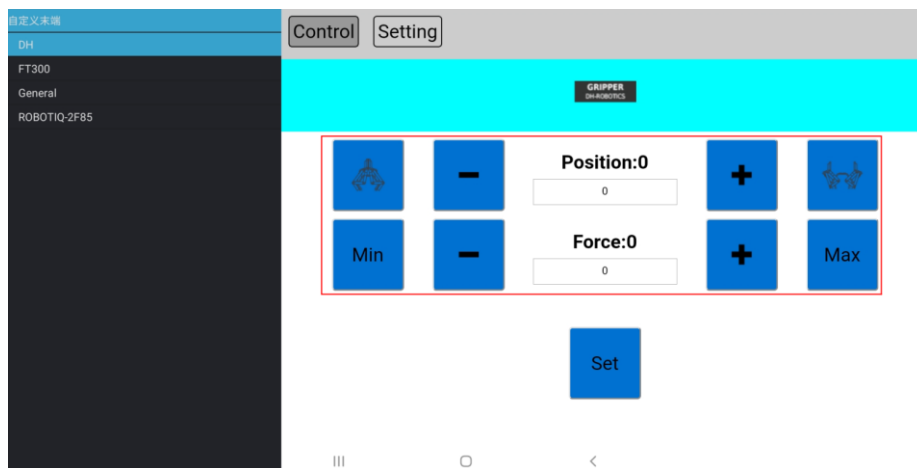 自定义末端
DH
FT300
General
ROBOTIQ-2F85
Control Setting
GRIPPER
DH-ROBOTICS
Position:0
0
Min
Force:0
0
Max
Set